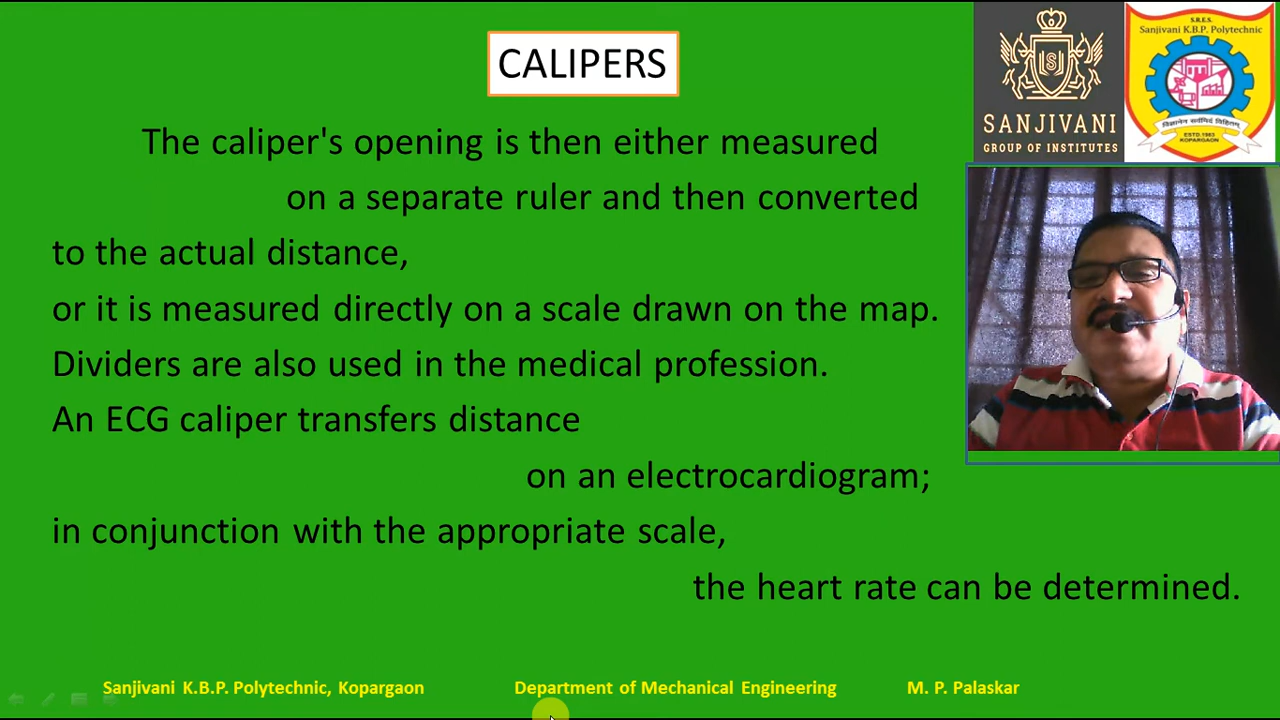 CALIPERS
The caliper's opening is then either measured
on a separate ruler and then converted
to the actual distance,
or it is measured directly on a scale drawn on the map.
Dividers are also used in the medical profession.
An ECG caliper transfers distance
on an electrocardiogram;
in conjunction with the appropriate scale,
the heart rate can be determined.
SANJIVANI
GROUP OF INSTITUTES
S.R.E.S.
Sanjivani K.B.P. Polytechnic
ESTD.1983
KOPARGAON
Sanjivani K.B.P. Polytechnic, Kopargaon
Department of Mechanical Engineering
M. P. Palaskar